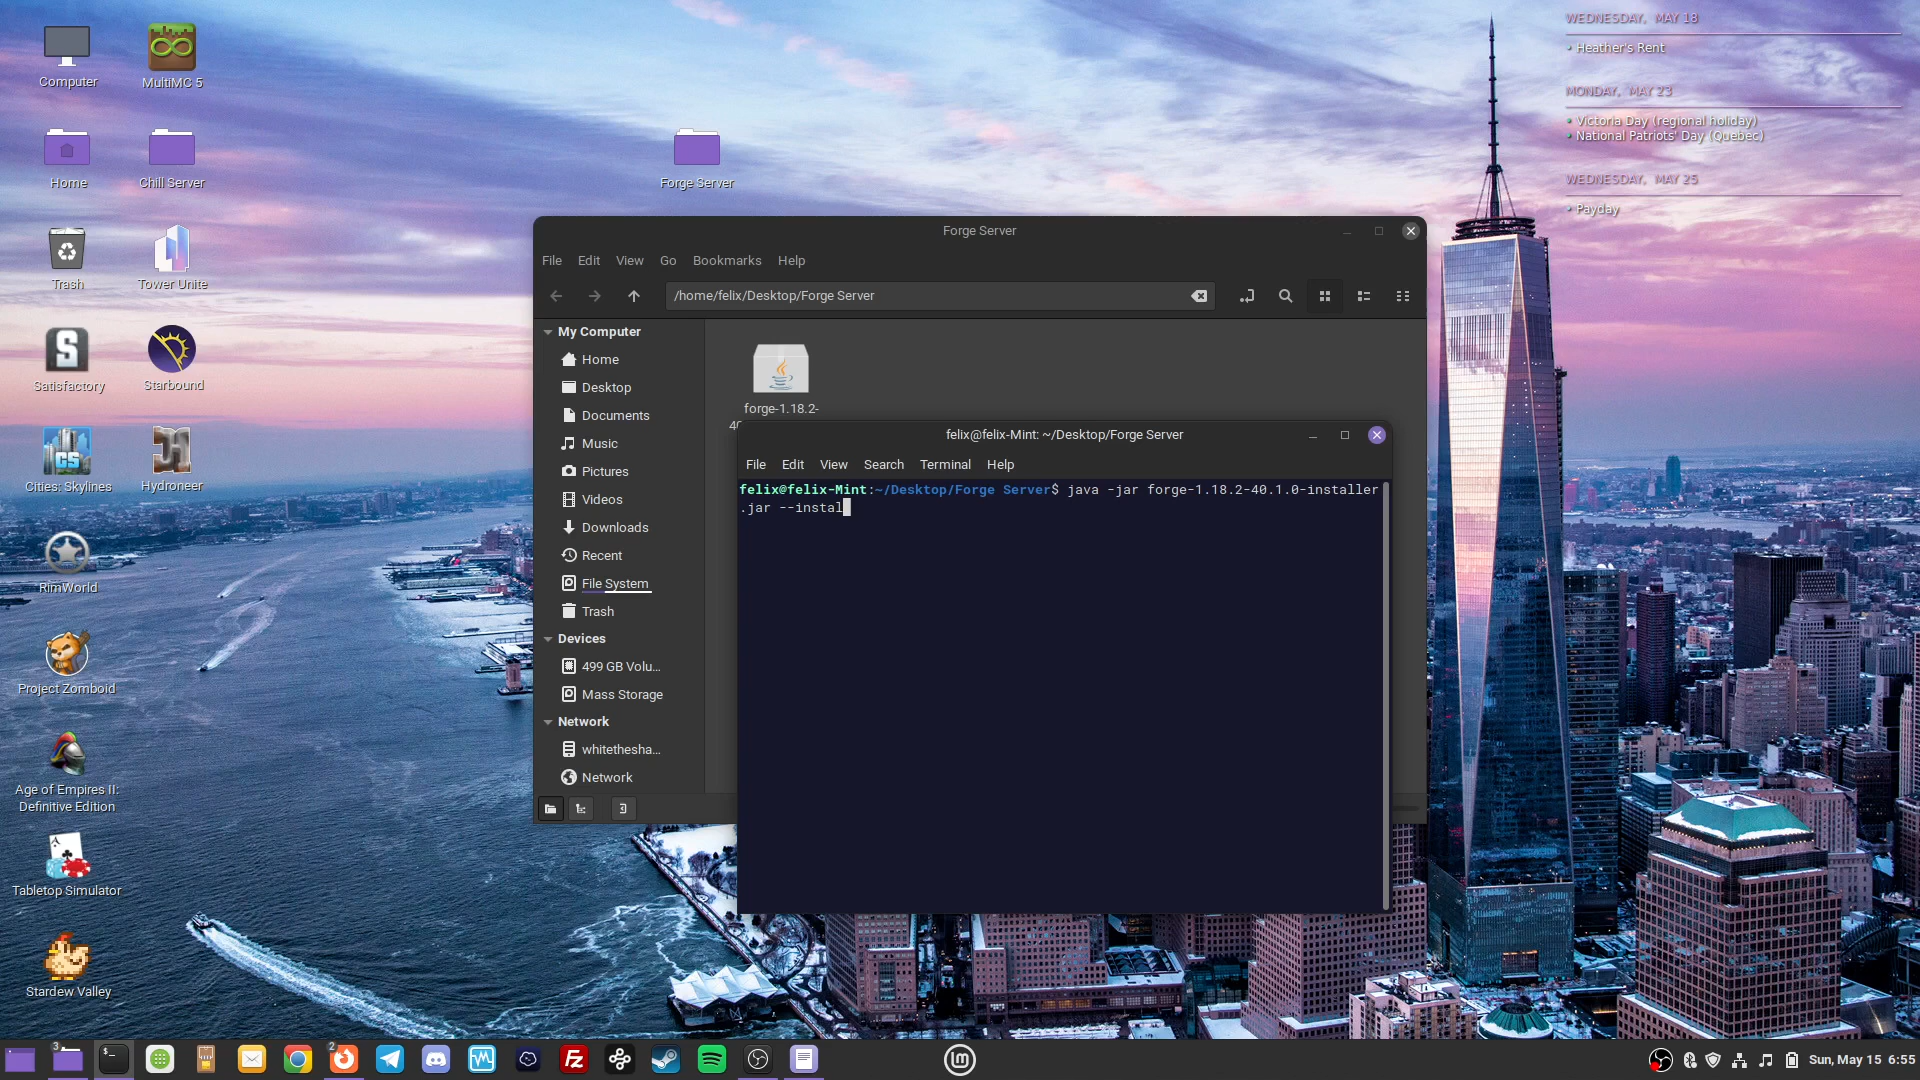 Computer
MultiMC 5
Home
Chill Server
Forge Server
Trash
Tower Unite
Satisfactory
Starbound
Cities: Skylines
Hydroneer
RimWorld
Project Zomboid
Age of Empires II:
Definitive Edition
Tabletop Simulator
Stardew Valley
WEDNESDAY, MAY 18
• Heather's Rent
MONDAY, MAY 23
• Victoria Day (regional holiday)
• National Patriots' Day (Quebec)
WEDNESDAY, MAY 25
• Payday
Forge Server
File Edit View Go Bookmarks Help
/home/felix/Desktop/Forge Server
My Computer
Home
Desktop
Documents
Music
Pictures
Videos
Downloads
Recent
File System
Trash
Devices
499 GB Volu...
Mass Storage
Network
whitethesha...
Network
forge-1.18.2-
felix@felix-Mint: ~/Desktop/Forge Server
File Edit View Search Terminal Help
felix@felix-Mint:~/Desktop/Forge Server$ java -jar forge-1.18.2-40.1.0-installer
.jar --instal
3
2
Sun, May 15 6:55